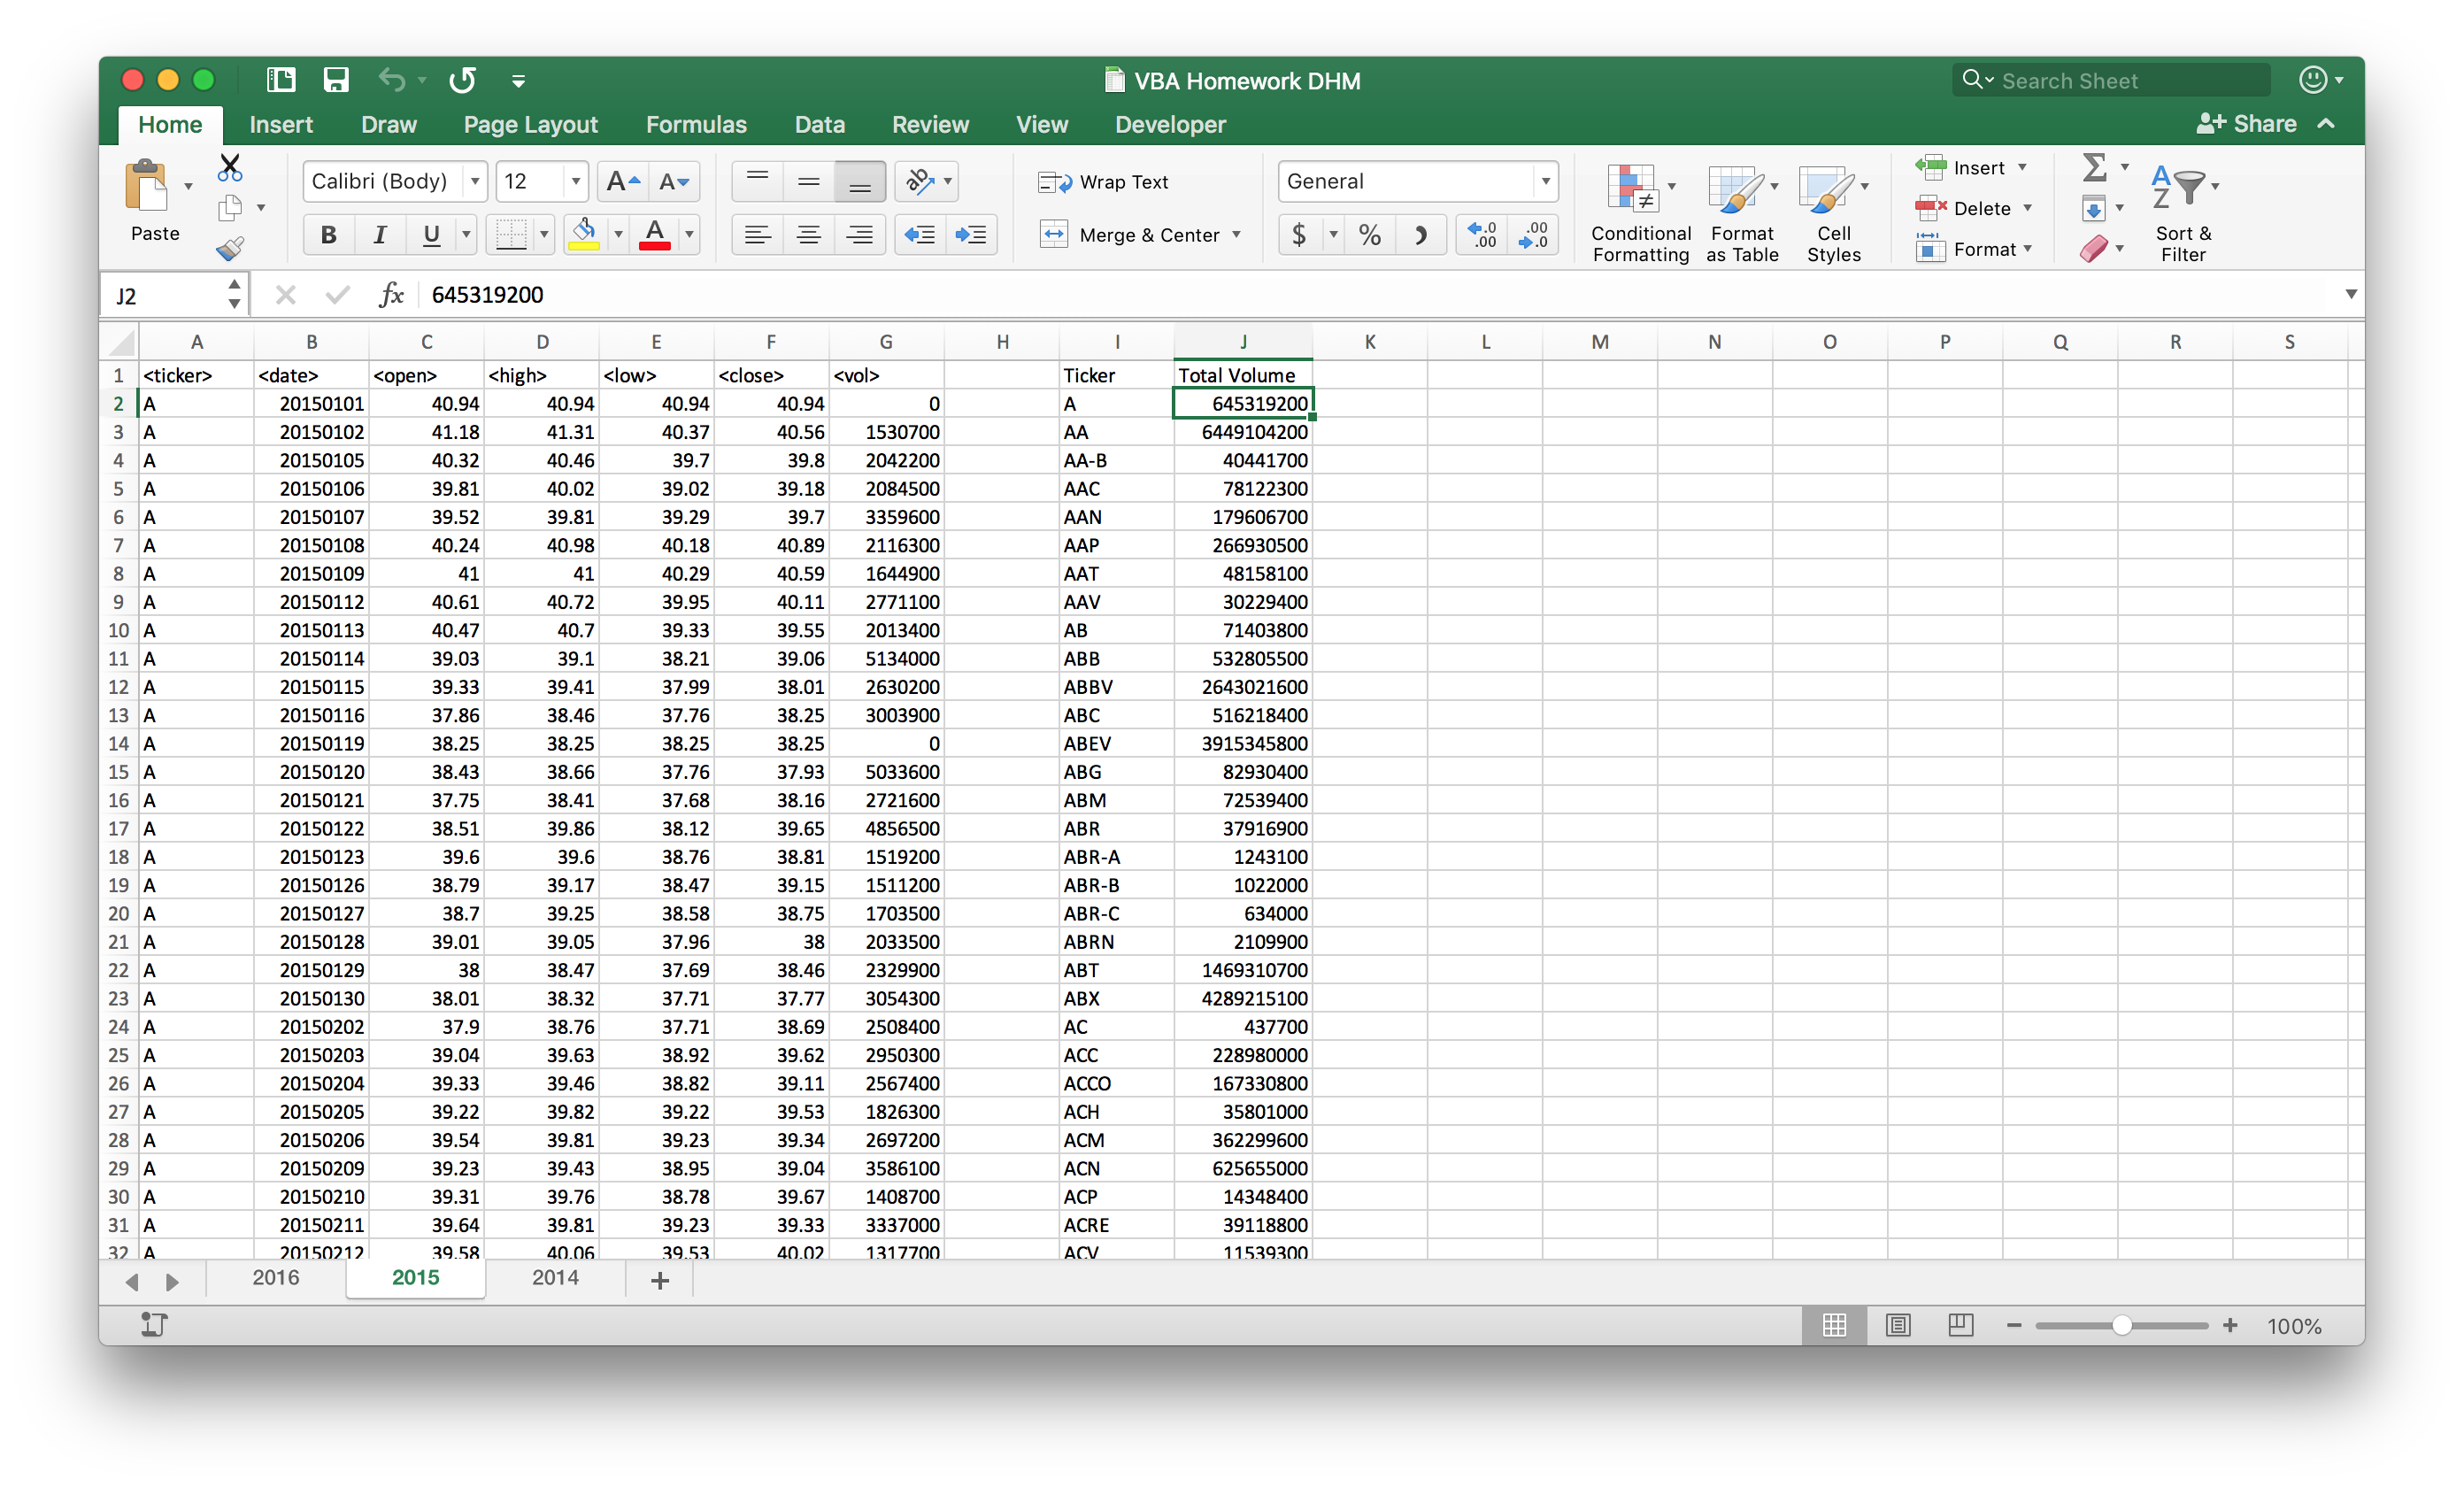 VBA Homework DHM
Search Sheet
Home Insert Draw Page Layout Formulas Data Review View Developer Share
Paste
Calibri (Body) 12 A A
B I U A
ab
Wrap Text
Merge & Center
General
$ % .0 .00 .00 .0
Conditional Formatting
Format as Table
Cell Styles
Insert
Delete
Format
Σ
A Z
Sort & Filter
J2 fx 645319200
A B C D E F G H I J K L M N O P Q R S
1 <ticker> <date> <open> <high> <low> <close> <vol> Ticker Total Volume
2 A 20150101 40.94 40.94 40.94 40.94 0 A 645319200
3 A 20150102 41.18 41.31 40.37 40.56 1530700 AA 6449104200
4 A 20150105 40.32 40.46 39.7 39.8 2042200 AA-B 40441700
5 A 20150106 39.81 40.02 39.02 39.18 2084500 AAC 78122300
6 A 20150107 39.52 39.81 39.29 39.7 3359600 AAN 179606700
7 A 20150108 40.24 40.98 40.18 40.89 2116300 AAP 266930500
8 A 20150109 41 41 40.29 40.59 1644900 AAT 48158100
9 A 20150112 40.61 40.72 39.95 40.11 2771100 AAV 30229400
10 A 20150113 40.47 40.7 39.33 39.55 2013400 AB 71403800
11 A 20150114 39.03 39.1 38.21 39.06 5134000 ABB 532805500
12 A 20150115 39.33 39.41 37.99 38.01 2630200 ABBV 2643021600
13 A 20150116 37.86 38.46 37.76 38.25 3003900 ABC 516218400
14 A 20150119 38.25 38.25 38.25 38.25 0 ABEV 3915345800
15 A 20150120 38.43 38.66 37.76 37.93 5033600 ABG 82930400
16 A 20150121 37.75 38.41 37.68 38.16 2721600 ABM 72539400
17 A 20150122 38.51 39.86 38.12 39.65 4856500 ABR 37916900
18 A 20150123 39.6 39.6 38.76 38.81 1519200 ABR-A 1243100
19 A 20150126 38.79 39.17 38.47 39.15 1511200 ABR-B 1022000
20 A 20150127 38.7 39.25 38.58 38.75 1703500 ABR-C 634000
21 A 20150128 39.01 39.05 37.96 38 2033500 ABRN 2109900
22 A 20150129 38 38.47 37.69 38.46 2329900 ABT 1469310700
23 A 20150130 38.01 38.32 37.71 37.77 3054300 ABX 4289215100
24 A 20150202 37.9 38.76 37.71 38.69 2508400 AC 437700
25 A 20150203 39.04 39.63 38.92 39.62 2950300 ACC 228980000
26 A 20150204 39.33 39.46 38.82 39.11 2567400 ACCO 167330800
27 A 20150205 39.22 39.82 39.22 39.53 1826300 ACH 35801000
28 A 20150206 39.54 39.81 39.23 39.34 2697200 ACM 362299600
29 A 20150209 39.23 39.43 38.95 39.04 3586100 ACN 625655000
30 A 20150210 39.31 39.76 38.78 39.67 1408700 ACP 14348400
31 A 20150211 39.64 39.81 39.23 39.33 3337000 ACRE 39118800
32 A 20150212 39.58 40.06 39.53 40.02 1317700 ACV 11539300
2016 2015 2014 +
100%